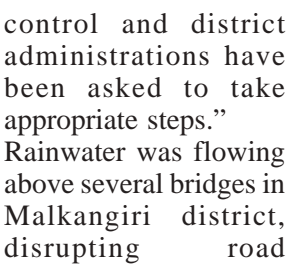 control and district
administrations have
been asked to take
appropriate steps.”
Rainwater was flowing
above several bridges in
Malkangiri district,
disrupting road